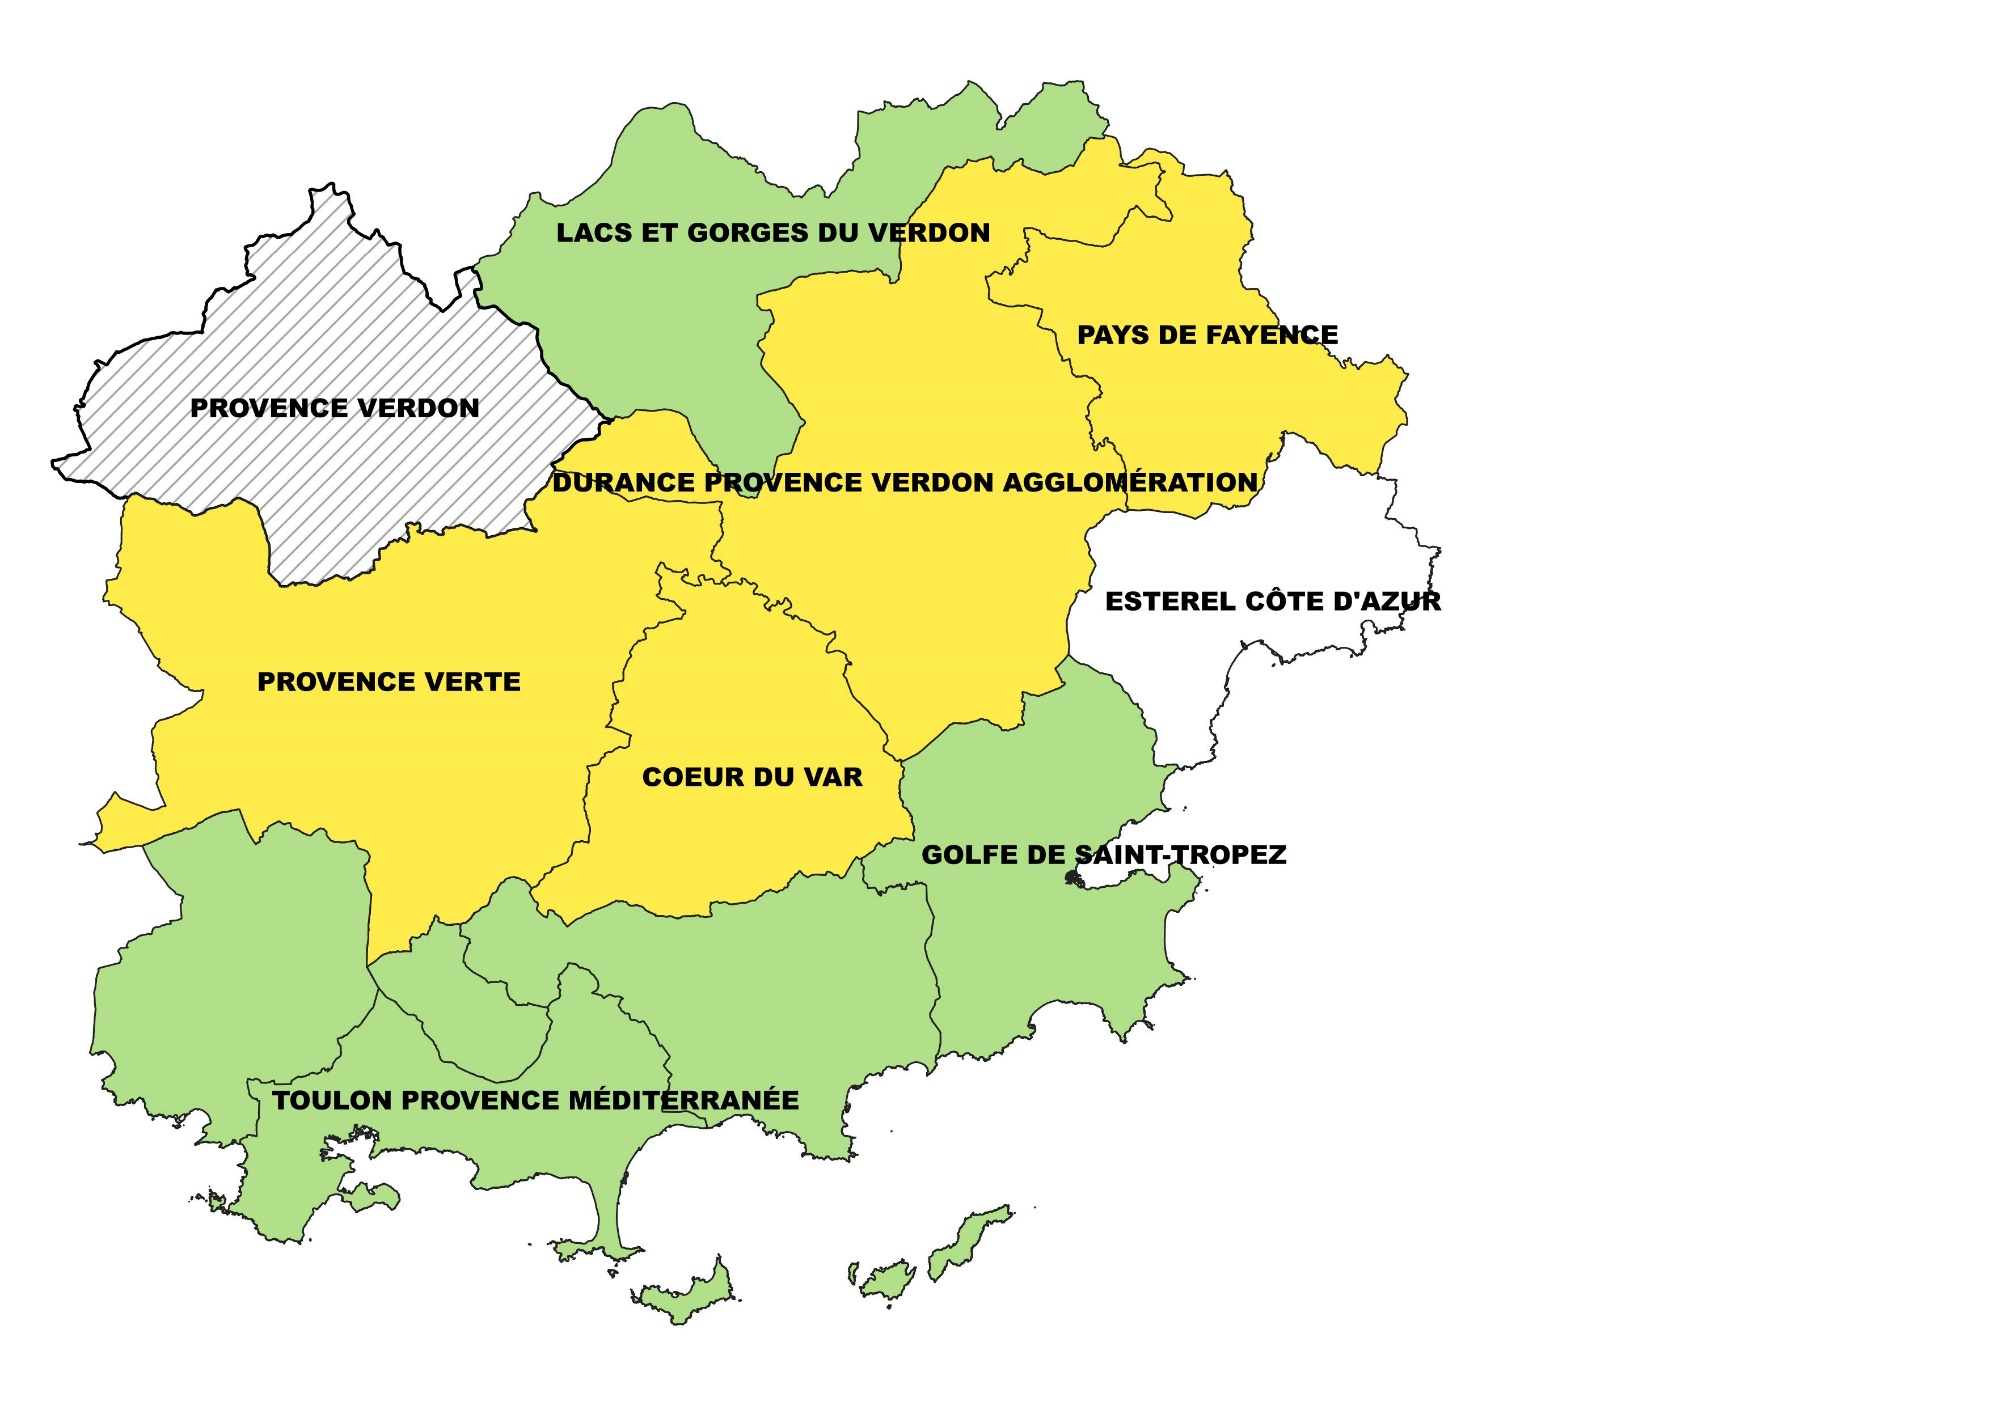 LACS ET GORGES DU VERDON
PAYS DE FAYENCE
PROVENCE VERDON
DURANCE PROVENCE VERDON AGGLOMÉRATION
ESTEREL CÔTE D'AZUR
PROVENCE VERTE
COEUR DU VAR
GOLFE DE SAINT-TROPEZ
TOULON PROVENCE MÉDITERRANÉE